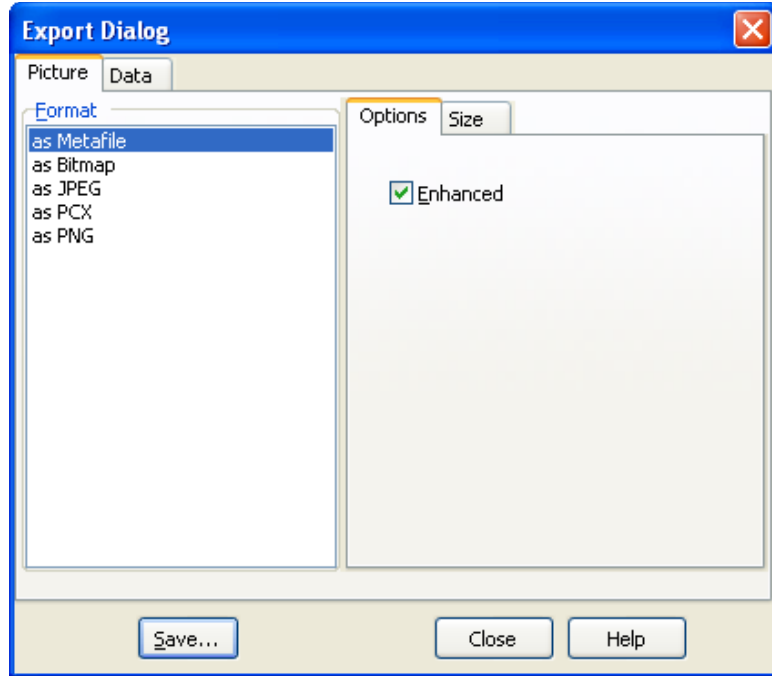 Export Dialog
Picture Data
Format
as Metafile
as Bitmap
as JPEG
as PCX
as PNG
Options Size
Enhanced
Save... Close Help